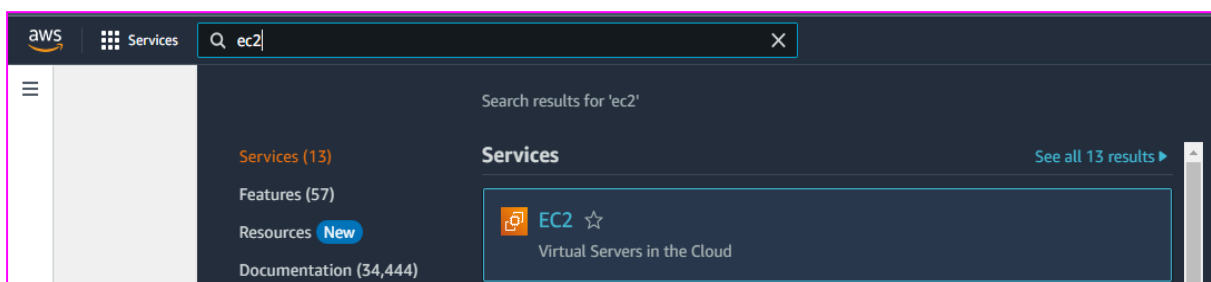 aws Services ec2
Search results for 'ec2'
Services (13)
Features (57)
Resources New
Documentation (34,444)
Services See all 13 results
EC2
Virtual Servers in the Cloud